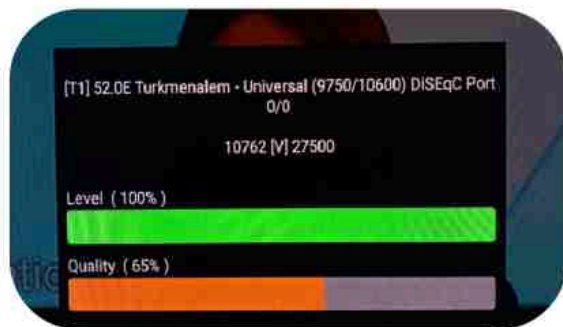 [T1] 52.0E Turkmenalem - Universal (9750/10600) DiSEqC Port
0/0
10762 [V] 27500
Level ( 100% )
Quality ( 65% )